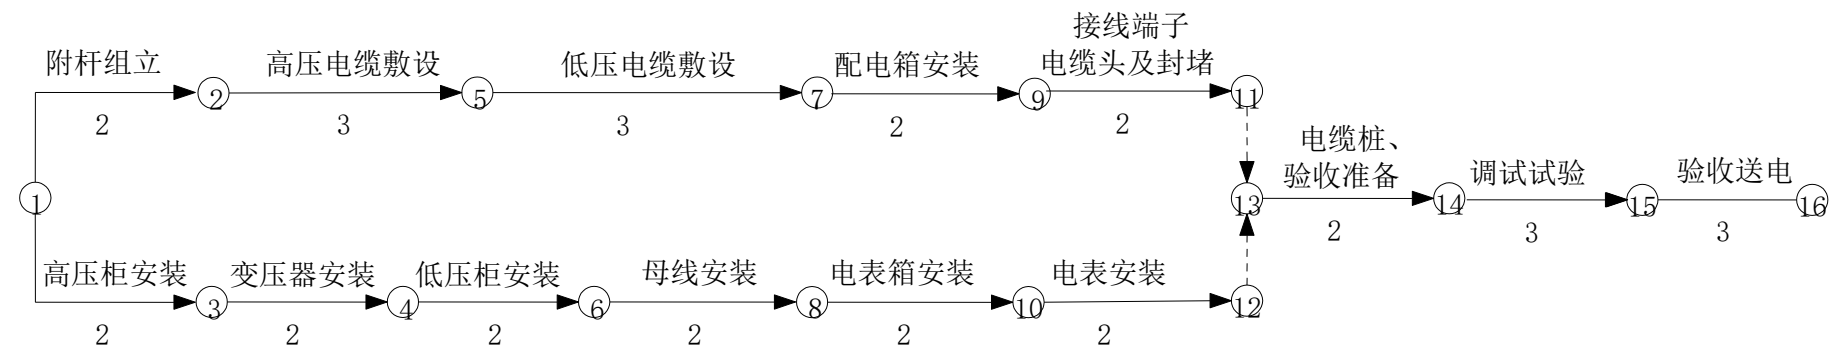 接线端子
附杆组立
高压电缆敷设
低压电缆敷设
配电箱安装
电缆头及封堵
2
5
7
9
11
2
3
3
2
2
电缆桩、
验收准备
调试试验
验收送电
1
13
14
15
16
2
3
3
高压柜安装
变压器安装
低压柜安装
母线安装
电表箱安装
电表安装
3
4
6
8
10
12
2
2
2
2
2
2